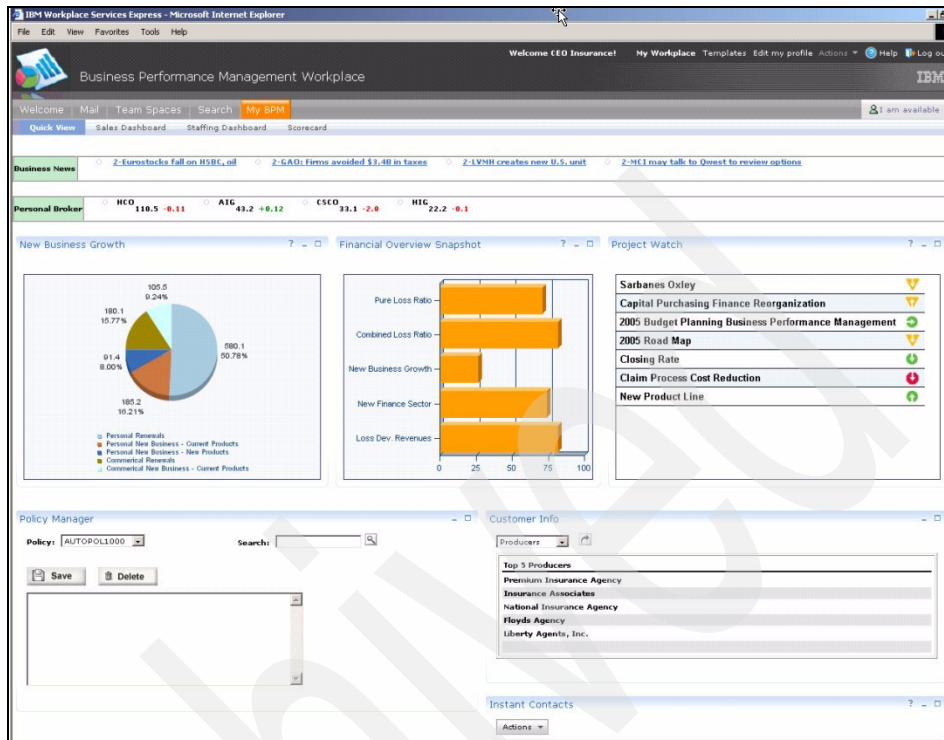 IBM Workplace Services Express - Microsoft Internet Explorer
File Edit View Favorites Tools Help
Welcome CEO Insurance! My Workplace Templates Edit my profile Actions Help Log ou
Business Performance Management Workplace
IBM
Welcome Mail Team Spaces Search My BPM
I am available
Quick View Sales Dashboard Staffing Dashboard Scorecard
Business News 2-Eurostocks fall on HSBC, oil 2-GAO: Firms avoided $3.4B in taxes 2-LVMH creates new U.S. unit 2-MCI may talk to Qwest to review options
Personal Broker HCO 110.5 -0.11 AIG 43.2 +0.12 CSCO 33.1 -2.0 HIG 22.2 -0.1
New Business Growth ?
105.5
9.24%
180.1
15.77%
580.1
50.78%
91.4
8.00%
185.2
16.21%
Personal Renewals
Personal New Business - Current Products
Personal New Business - New Products
Commerical Renewals
Commerical New Business - Current Products
Financial Overview Snapshot ?
Pure Loss Ratio
Combined Loss Ratio
New Business Growth
New Finance Sector
Loss Dev. Revenues
0 25 50 75 100
Project Watch ?
Sarbanes Oxley
Capital Purchasing Finance Reorganization
2005 Budget Planning Business Performance Management
2005 Road Map
Closing Rate
Claim Process Cost Reduction
New Product Line
Policy Manager
Policy: AUTOPOL1000 Search:
Save Delete
Customer Info
Producers
Top 5 Producers
Premium Insurance Agency
Insurance Associates
National Insurance Agency
Floyds Agency
Liberty Agents, Inc.
Instant Contacts ?
Actions